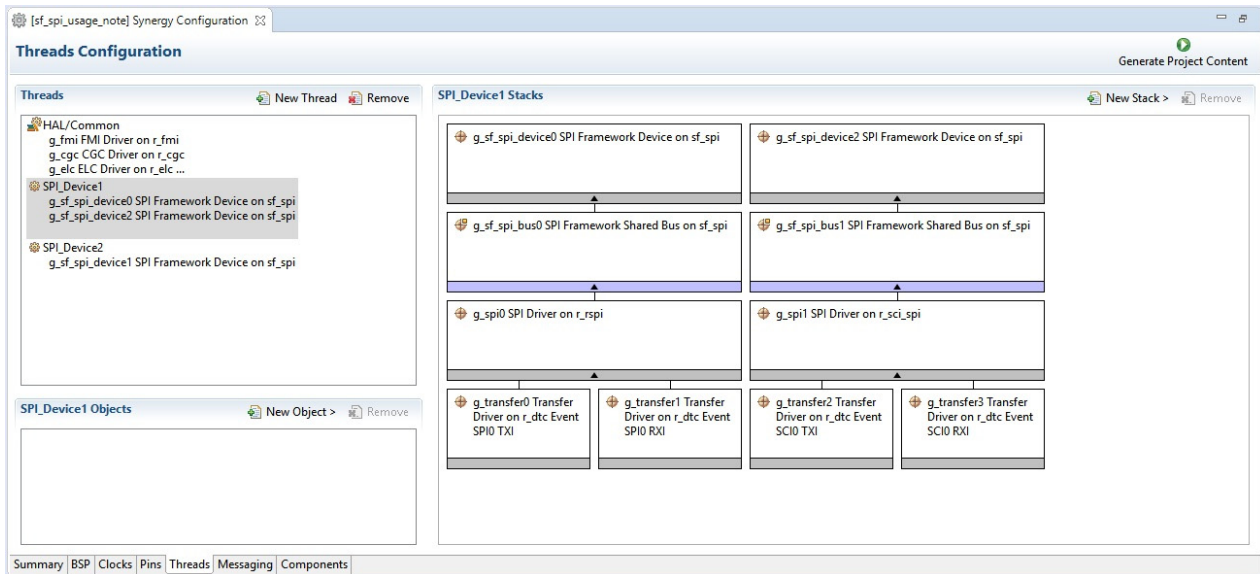 [sf_spi_usage_note] Synergy Configuration
Threads Configuration
Generate Project Content
Threads
New Thread
Remove
HAL/Common
g_fmi FMI Driver on r_fmi
g_cgc CGC Driver on r_cgc
g_elc ELC Driver on r_elc ...
SPI_Device1
g_sf_spi_device0 SPI Framework Device on sf_spi
g_sf_spi_device2 SPI Framework Device on sf_spi
SPI_Device2
g_sf_spi_device1 SPI Framework Device on sf_spi
SPI_Device1 Objects
New Object >
Remove
SPI_Device1 Stacks
New Stack >
Remove
g_sf_spi_device0 SPI Framework Device on sf_spi
g_sf_spi_device2 SPI Framework Device on sf_spi
g_sf_spi_bus0 SPI Framework Shared Bus on sf_spi
g_sf_spi_bus1 SPI Framework Shared Bus on sf_spi
g_spi0 SPI Driver on r_rspi
g_spi1 SPI Driver on r_sci_spi
g_transfer0 Transfer
Driver on r_dtc Event
SPI0 TXI
g_transfer1 Transfer
Driver on r_dtc Event
SPI0 RXI
g_transfer2 Transfer
Driver on r_dtc Event
SCI0 TXI
g_transfer3 Transfer
Driver on r_dtc Event
SCI0 RXI
Summary BSP Clocks Pins Threads Messaging Components